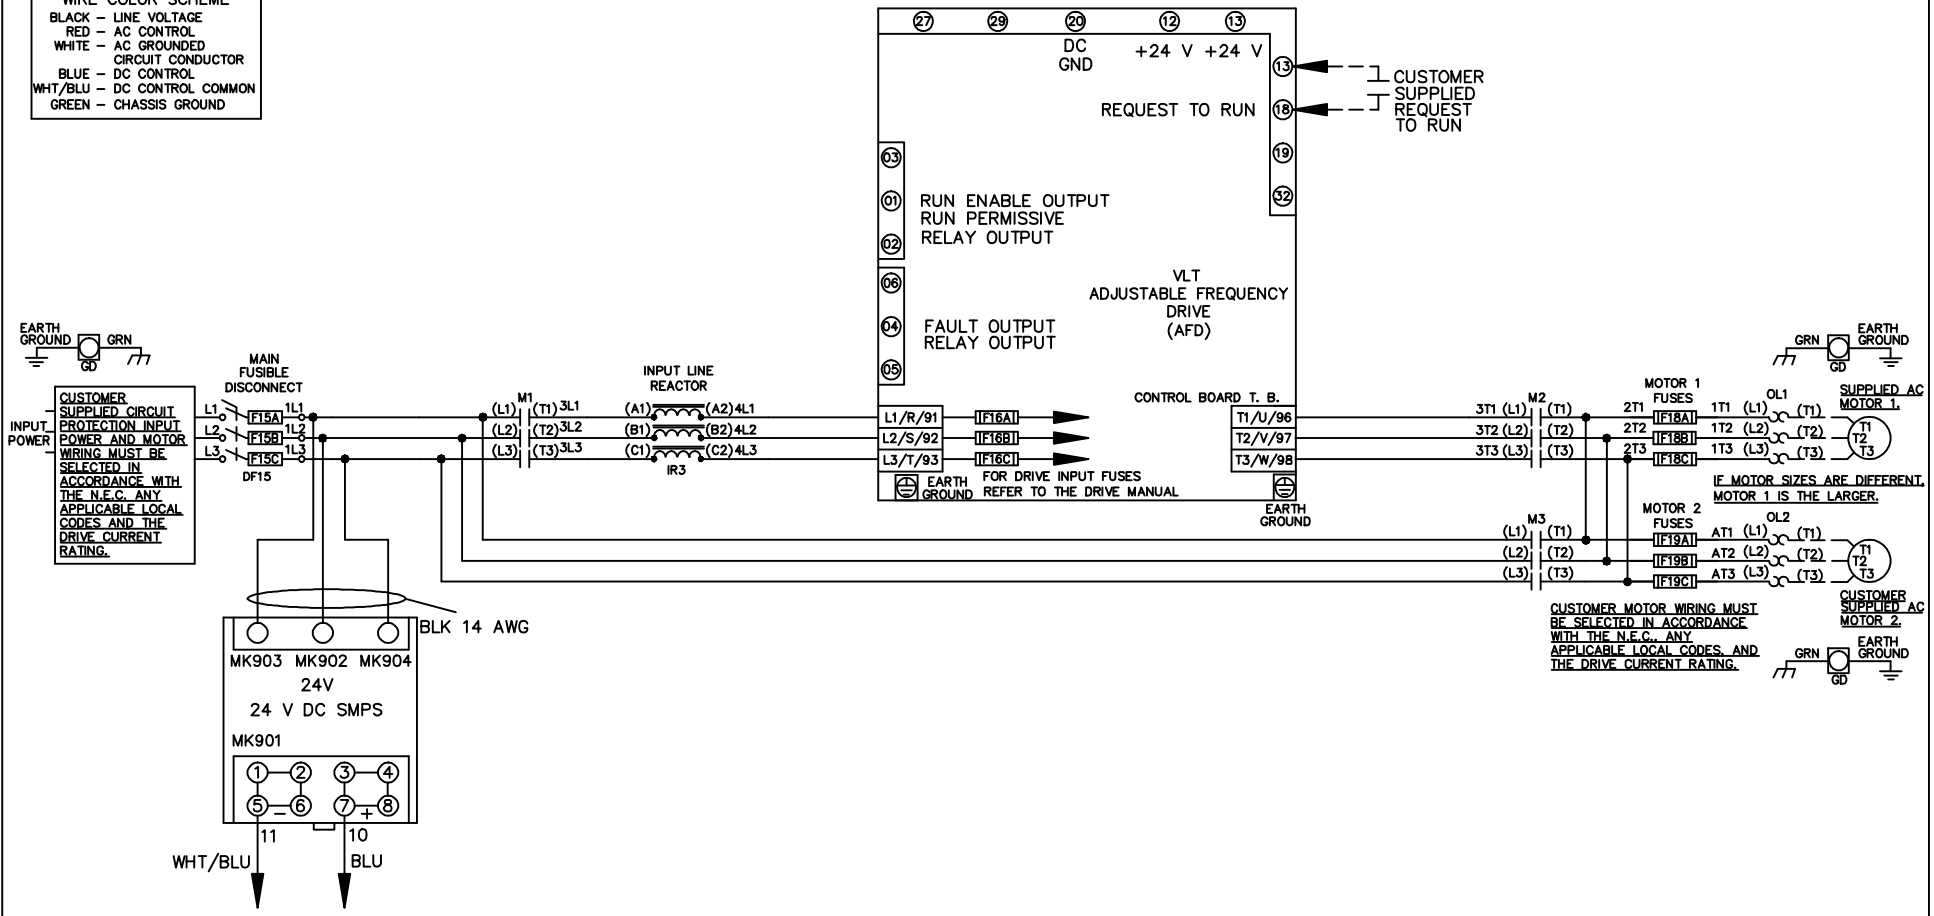 WIRE COLOR SCHEME
BLACK – LINE VOLTAGE
RED – AC CONTROL
WHITE – AC GROUNDED
CIRCUIT CONDUCTOR
BLUE – DC CONTROL
WHT/BLU – DC CONTROL COMMON
GREEN – CHASSIS GROUND
27 29 20 12 13
DC
GND
+24 V +24 V
13
REQUEST TO RUN 18
19
32
CUSTOMER
SUPPLIED
REQUEST
TO RUN
03
01
02
RUN ENABLE OUTPUT
RUN PERMISSIVE
RELAY OUTPUT
06
04
05
FAULT OUTPUT
RELAY OUTPUT
VLT
ADJUSTABLE FREQUENCY
DRIVE
(AFD)
CONTROL BOARD T. B.
L1/R/91 F16A T1/U/96
L2/S/92 F16B T2/V/97
L3/T/93 F16C T3/W/98
EARTH
GROUND
FOR DRIVE INPUT FUSES
REFER TO THE DRIVE MANUAL
EARTH
GROUND
EARTH
GROUND
GRN
GD
INPUT
POWER
CUSTOMER
SUPPLIED CIRCUIT
PROTECTION INPUT
POWER AND MOTOR
WIRING MUST BE
SELECTED IN
ACCORDANCE WITH
THE N.E.C. ANY
APPLICABLE LOCAL
CODES AND THE
DRIVE CURRENT
RATING.
MAIN
FUSIBLE
DISCONNECT
L1 F15A 1L1
L2 F15B 1L2
L3 F15C 1L3
DF15
M1
(L1) (T1) 3L1
(L2) (T2) 3L2
(L3) (T3) 3L3
INPUT LINE
REACTOR
(A1) (A2) 4L1
(B1) (B2) 4L2
(C1) (C2) 4L3
IR3
M2
3T1 (L1) (T1)
3T2 (L2) (T2)
3T3 (L3) (T3)
MOTOR 1
FUSES
2T1 F18A 1T1 (L1)
2T2 F18B 1T2 (L2)
2T3 F18C 1T3 (L3)
OL1
(T1)
(T2)
(T3)
GRN
GD
EARTH
GROUND
SUPPLIED AC
MOTOR 1.
T1
T2
T3
IF MOTOR SIZES ARE DIFFERENT,
MOTOR 1 IS THE LARGER.
M3
(L1) (T1)
(L2) (T2)
(L3) (T3)
MOTOR 2
FUSES
F19A AT1 (L1)
F19B AT2 (L2)
F19C AT3 (L3)
OL2
(T1)
(T2)
(T3)
T1
T2
T3
CUSTOMER
SUPPLIED AC
MOTOR 2.
CUSTOMER MOTOR WIRING MUST
BE SELECTED IN ACCORDANCE
WITH THE N.E.C., ANY
APPLICABLE LOCAL CODES, AND
THE DRIVE CURRENT RATING.
GRN
GD
EARTH
GROUND
BLK 14 AWG
MK903 MK902 MK904
24V
24 V DC SMPS
MK901
1 2 3 4
5 – 6 7 + 8
11 10
WHT/BLU BLU